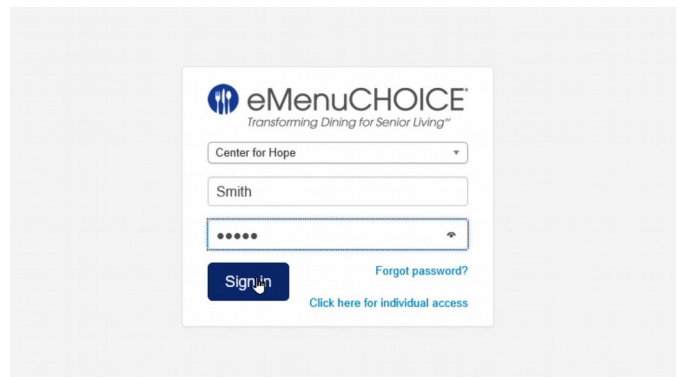 eMenuCHOICE®
Transforming Dining for Senior Living℠
Center for Hope
Smith
●●●●●
Sign in
Forgot password?
Click here for individual access